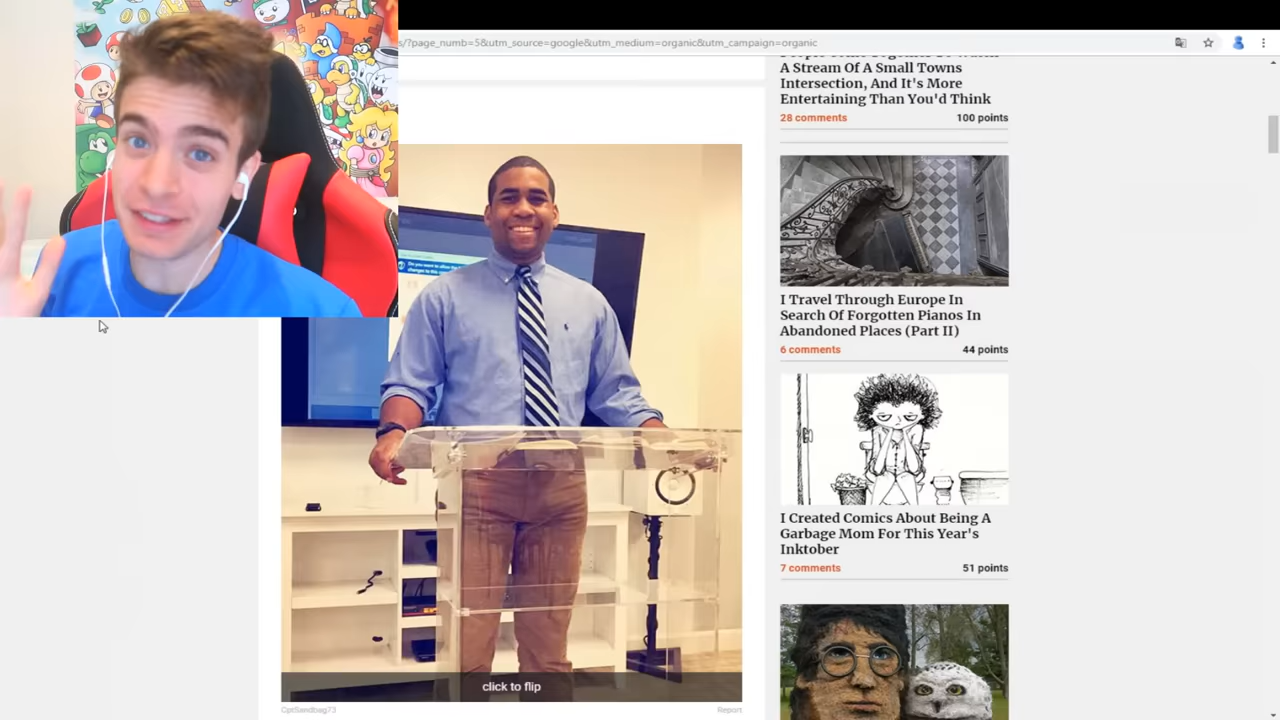 s/?page_numb=5&utm_source=google&utm_medium=organic&utm_campaign=organic
A Stream Of A Small Towns
Intersection, And It's More
Entertaining Than You'd Think
28 comments 100 points
I Travel Through Europe In
Search Of Forgotten Pianos In
Abandoned Places (Part II)
6 comments 44 points
I Created Comics About Being A
Garbage Mom For This Year's
Inktober
7 comments 51 points
click to flip
CptSandbag73 Report